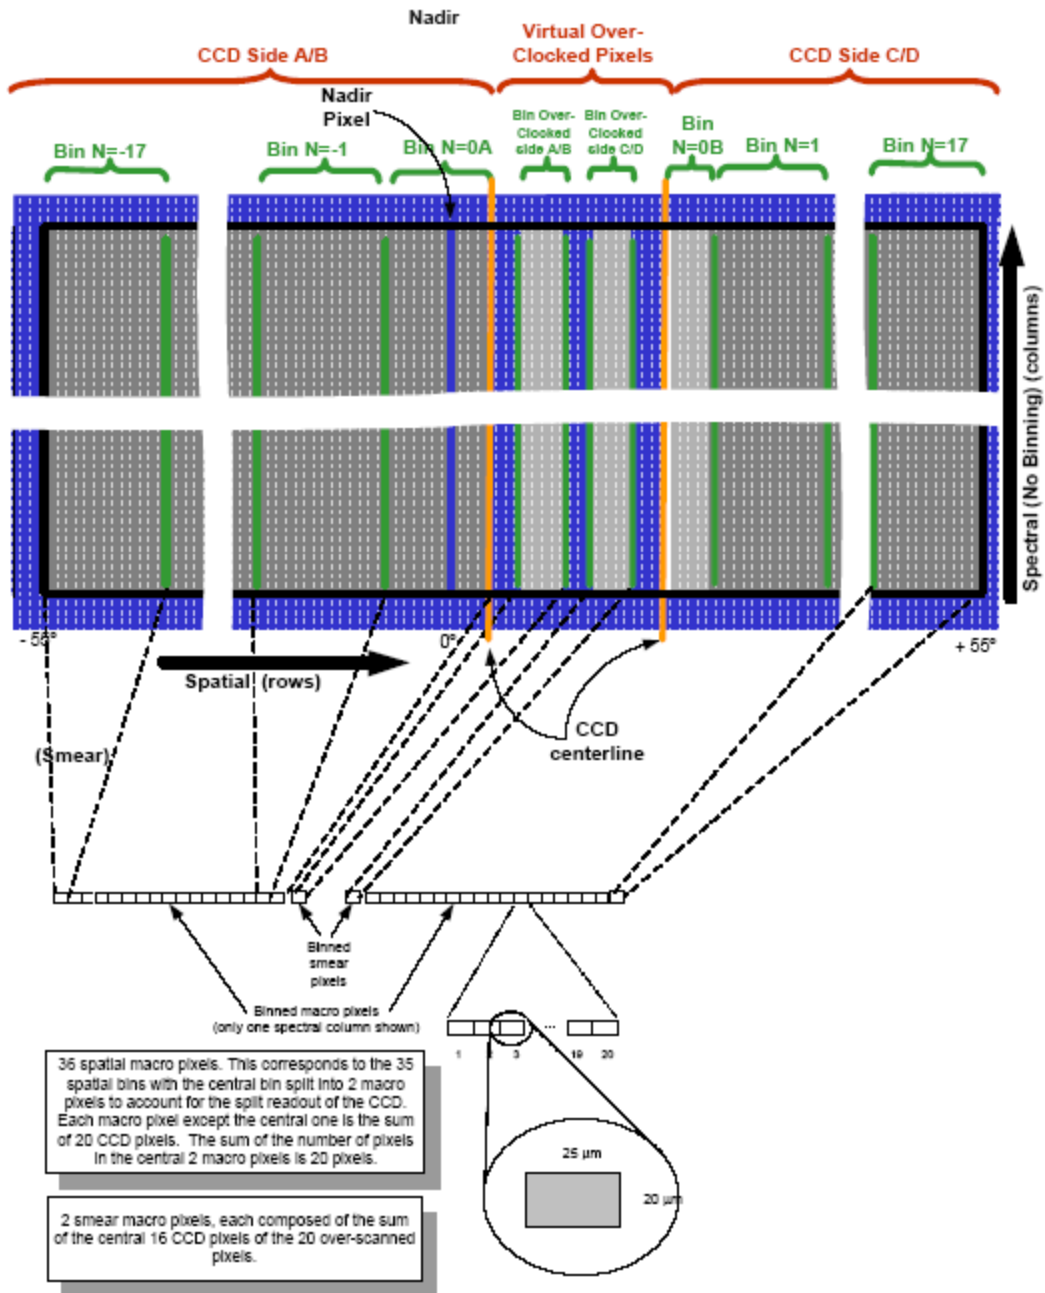 Nadir
Virtual Over-
Clocked Pixels
CCD Side A/B
CCD Side C/D
Nadir
Pixel
Bin Over-
Clooked
side A/B
Bin Over-
Clooked
side C/D
Bin
N=0B
Bin N=-17
Bin N=-1
Bin N=0A
Bin N=1
Bin N=17
Spectral (No Binning) (columns)
- 55°
0°
+ 55°
Spatial (rows)
CCD
centerline
(Smear)
Binned
smear
pixels
Binned macro pixels
(only one spectral column shown)
...
1 2 3 19 20
36 spatial macro pixels. This corresponds to the 35
spatial bins with the central bin split into 2 macro
pixels to account for the split readout of the CCD.
Each macro pixel except the central one is the sum
of 20 CCD pixels. The sum of the number of pixels
in the central 2 macro pixels is 20 pixels.
25 µm
20 µm
2 smear macro pixels, each composed of the sum
of the central 16 CCD pixels of the 20 over-scanned
pixels.